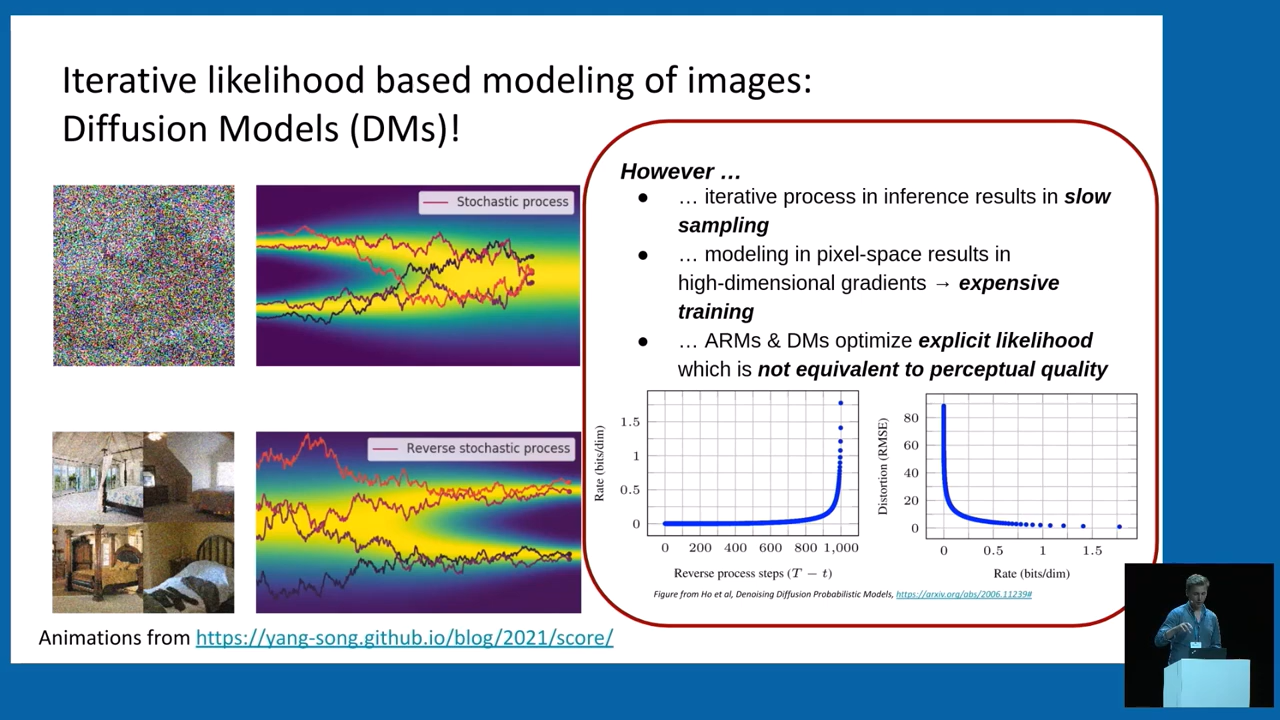 Iterative likelihood based modeling of images:
Diffusion Models (DMs)!
Stochastic process
Reverse stochastic process
Animations from https://yang-song.github.io/blog/2021/score/
However …
● … iterative process in inference results in slow
sampling
● … modeling in pixel-space results in
high-dimensional gradients → expensive
training
● … ARMs & DMs optimize explicit likelihood
which is not equivalent to perceptual quality
Rate (bits/dim)
1.5
1
0.5
0
0 200 400 600 800 1,000
Reverse process steps (T − t)
Distortion (RMSE)
80
60
40
20
0
0 0.5 1 1.5
Rate (bits/dim)
Figure from Ho et al, Denoising Diffusion Probabilistic Models, https://arxiv.org/abs/2006.11239#